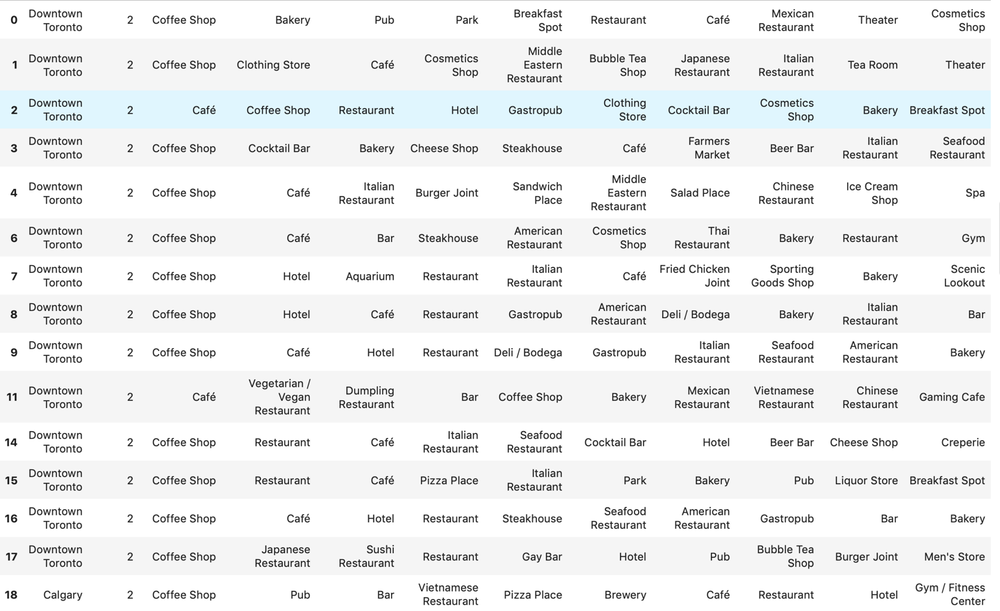 0 Downtown Toronto 2 Coffee Shop Bakery Pub Park Breakfast Spot Restaurant Café Mexican Restaurant Theater Cosmetics Shop
1 Downtown Toronto 2 Coffee Shop Clothing Store Café Cosmetics Shop Middle Eastern Restaurant Bubble Tea Shop Japanese Restaurant Italian Restaurant Tea Room Theater
2 Downtown Toronto 2 Café Coffee Shop Restaurant Hotel Gastropub Clothing Store Cocktail Bar Cosmetics Shop Bakery Breakfast Spot
3 Downtown Toronto 2 Coffee Shop Cocktail Bar Bakery Cheese Shop Steakhouse Café Farmers Market Beer Bar Italian Restaurant Seafood Restaurant
4 Downtown Toronto 2 Coffee Shop Café Italian Restaurant Burger Joint Sandwich Place Middle Eastern Restaurant Salad Place Chinese Restaurant Ice Cream Shop Spa
6 Downtown Toronto 2 Coffee Shop Café Bar Steakhouse American Restaurant Cosmetics Shop Thai Restaurant Bakery Restaurant Gym
7 Downtown Toronto 2 Coffee Shop Hotel Aquarium Restaurant Italian Restaurant Café Fried Chicken Joint Sporting Goods Shop Bakery Scenic Lookout
8 Downtown Toronto 2 Coffee Shop Hotel Café Restaurant Gastropub American Restaurant Deli / Bodega Bakery Italian Restaurant Bar
9 Downtown Toronto 2 Coffee Shop Café Hotel Restaurant Deli / Bodega Gastropub Italian Restaurant Seafood Restaurant American Restaurant Bakery
11 Downtown Toronto 2 Café Vegetarian / Vegan Restaurant Dumpling Restaurant Bar Coffee Shop Bakery Mexican Restaurant Vietnamese Restaurant Chinese Restaurant Gaming Cafe
14 Downtown Toronto 2 Coffee Shop Restaurant Café Italian Restaurant Seafood Restaurant Cocktail Bar Hotel Beer Bar Cheese Shop Creperie
15 Downtown Toronto 2 Coffee Shop Restaurant Café Pizza Place Italian Restaurant Park Bakery Pub Liquor Store Breakfast Spot
16 Downtown Toronto 2 Coffee Shop Café Hotel Restaurant Steakhouse Seafood Restaurant American Restaurant Gastropub Bar Bakery
17 Downtown Toronto 2 Coffee Shop Japanese Restaurant Sushi Restaurant Restaurant Gay Bar Hotel Pub Bubble Tea Shop Burger Joint Men's Store
18 Calgary 2 Coffee Shop Pub Bar Vietnamese Restaurant Pizza Place Brewery Café Restaurant Hotel Gym / Fitness Center